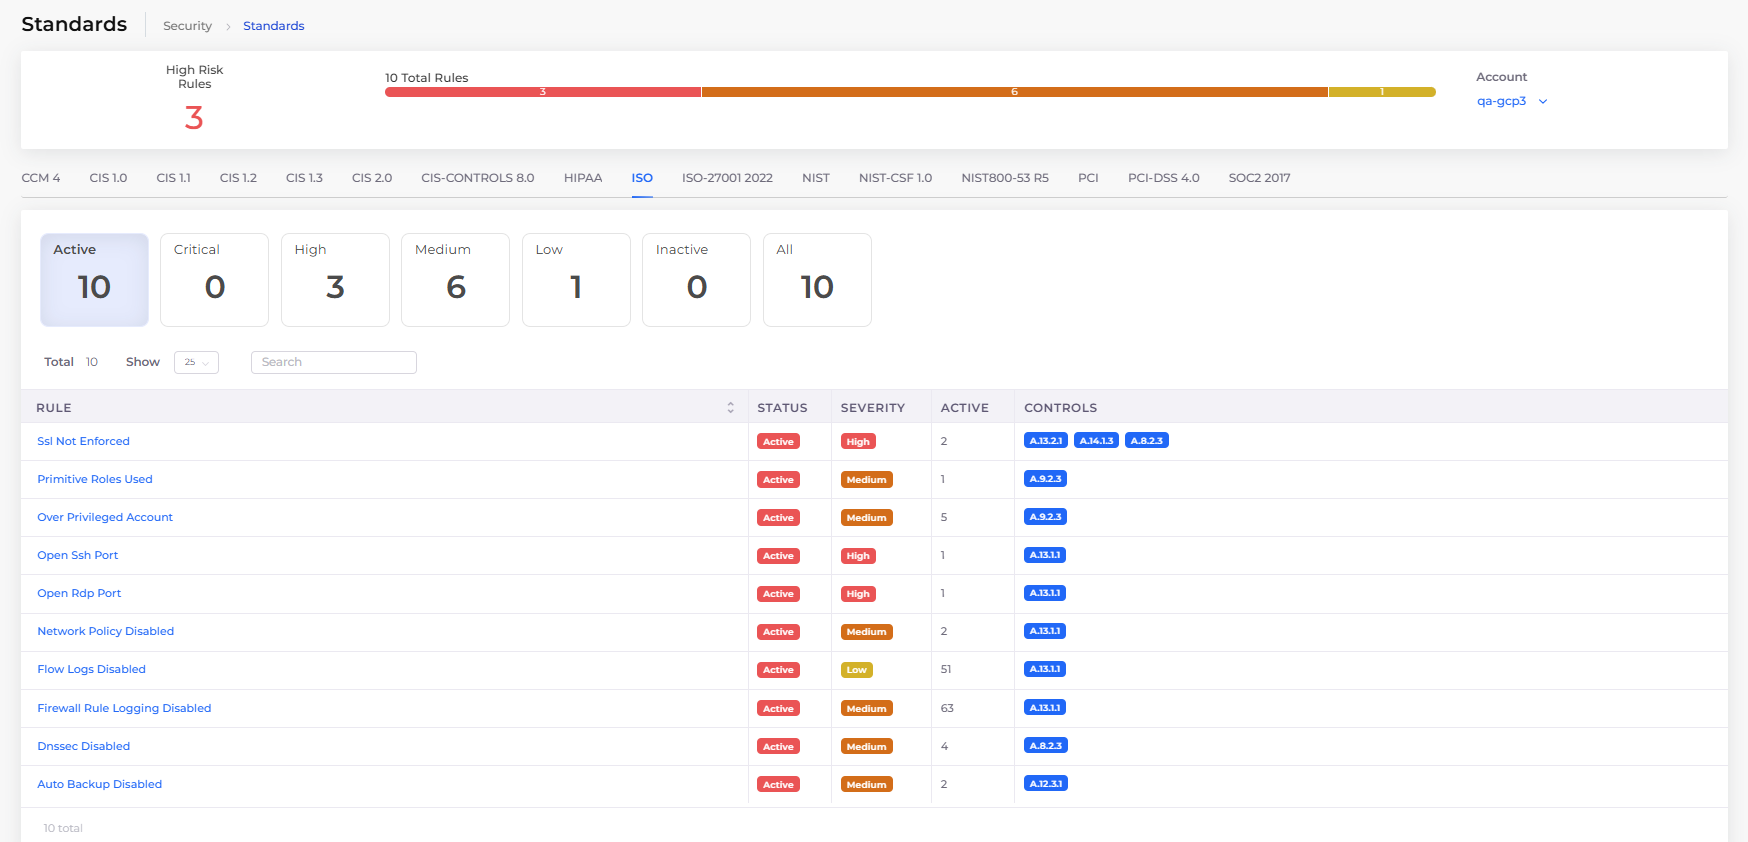 Standards Security > Standards
High Risk
Rules
3
10 Total Rules
3 6 1
Account
qa-gcp3
CCM 4 CIS 1.0 CIS 1.1 CIS 1.2 CIS 1.3 CIS 2.0 CIS-CONTROLS 8.0 HIPAA ISO ISO-27001 2022 NIST NIST-CSF 1.0 NIST800-53 R5 PCI PCI-DSS 4.0 SOC2 2017
Active Critical High Medium Low Inactive All
10 0 3 6 1 0 10
Total 10 Show 25 Search
RULE STATUS SEVERITY ACTIVE CONTROLS
Ssl Not Enforced Active High 2 A.13.2.1 A.14.1.3 A.8.2.3
Primitive Roles Used Active Medium 1 A.9.2.3
Over Privileged Account Active Medium 5 A.9.2.3
Open Ssh Port Active High 1 A.13.1.1
Open Rdp Port Active High 1 A.13.1.1
Network Policy Disabled Active Medium 2 A.13.1.1
Flow Logs Disabled Active Low 51 A.13.1.1
Firewall Rule Logging Disabled Active Medium 63 A.13.1.1
Dnssec Disabled Active Medium 4 A.8.2.3
Auto Backup Disabled Active Medium 2 A.12.3.1
10 total